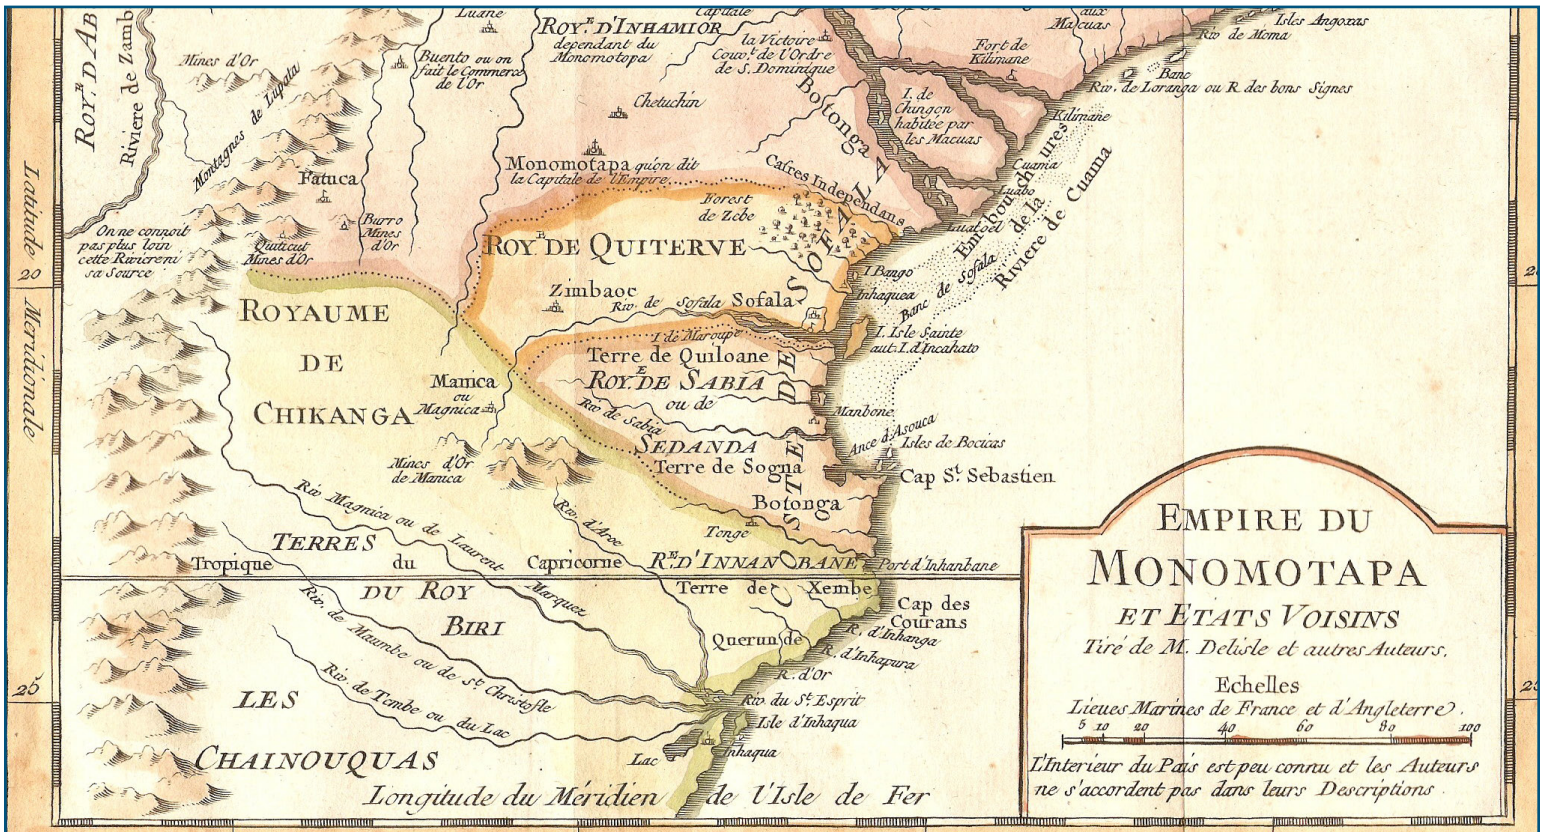 Luane
Capitale
ROY.E D'INHAMIOR
dependant du
Monomotopa
la Victoire
Couv.t de l'Ordre
de S. Dominique
aux
Macuas
Isles Angoxas
Riv de Moma
Fort de
Kilimane
Banc
Riv. de Loranga ou R des bons Signes
ROY.E D'AB
Riviere de Zamb
Mines d'Or
Montagnes de Lupata
Buento ou on
fait le Commerce
de l'Or
Chetuchin
Botonga
I. de
Chingon
habitée par
les Macuas
Kilimane
Cuama
Luabo
Lualoel
Embouchures
de la
Riviere de Cuama
Monomotapa qu'on dit
la Capitale de l'Empire
Cafres Independans
Fatuca
Burro
Mines
d'Or
Quiticut
Mines d'Or
On ne connoit
pas plus loin
cette Riviere ni
sa Source
Forest
de Zebe
ROY.E DE QUITERVE
Zimbaoe
Riv. de Sofala
Sofala
I Bango
Inhaquea
Banc de Sofala
I. Isle Sainte
aut. I. d'Incahato
COSTE DE SOFALA
ROYAUME
DE
CHIKANGA
I de Maroupe
Terre de Quiloane
ROY.E DE SABIA
ou de
SEDANDA
Riv de Sabia
Manica
ou
Magnica
Mines d'Or
de Manica
Manbone
Ance d'Asouca
Isles de Bocicas
Cap S.t Sebastien
Terre de Sogna
Botonga
Tonge
Riv Magnica ou de Laurent Marquez
Riv. d'Aroe
TERRES
DU ROY
BIRI
Tropique du Capricorne
R.E D'INNANBANE
Port d'Inhanbane
Terre de Xembe
Cap des
Courans
Querunde
R. d'Inhanga
R. d'Inhapura
R. d'Or
Riv. de Maumbe ou de St. Christofle
Riv. de Tembe ou du Lac
Riv. du S.t Esprit
Isle d'Inhaqua
Inhaqua
Lac
LES
CHAINOUQUAS
Longitude du Méridien de l'Isle de Fer
Latitude Meridionale
20
25
EMPIRE DU
MONOMOTAPA
ET ETATS VOISINS
Tiré de M. Delisle et autres Auteurs.
Echelles
Lieues Marines de France et d'Angleterre.
5 10 20 40 60 80 100
L'Interieur du Païs est peu connu et les Auteurs
ne s'accordent pas dans leurs Descriptions.